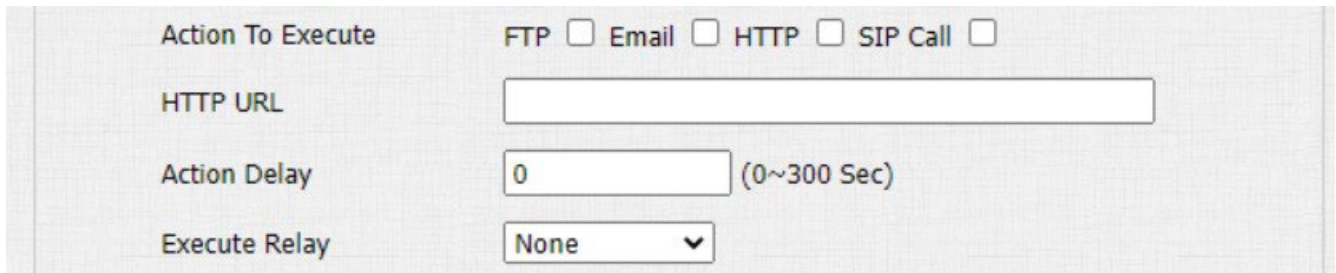 Action To Execute FTP Email HTTP SIP Call
HTTP URL
Action Delay 0 (0~300 Sec)
Execute Relay None